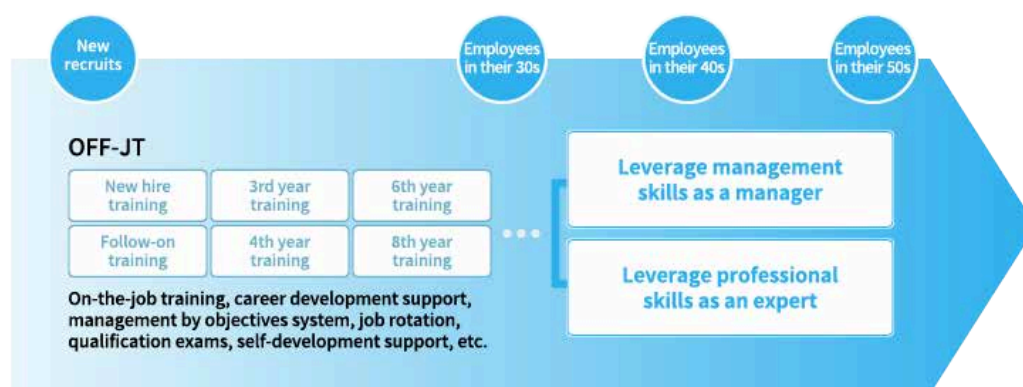 New
recruits
Employees
in their 30s
Employees
in their 40s
Employees
in their 50s
OFF-JT
New hire
training
3rd year
training
6th year
training
Follow-on
training
4th year
training
8th year
training
On-the-job training, career development support,
management by objectives system, job rotation,
qualification exams, self-development support, etc.
Leverage management
skills as a manager
Leverage professional
skills as an expert